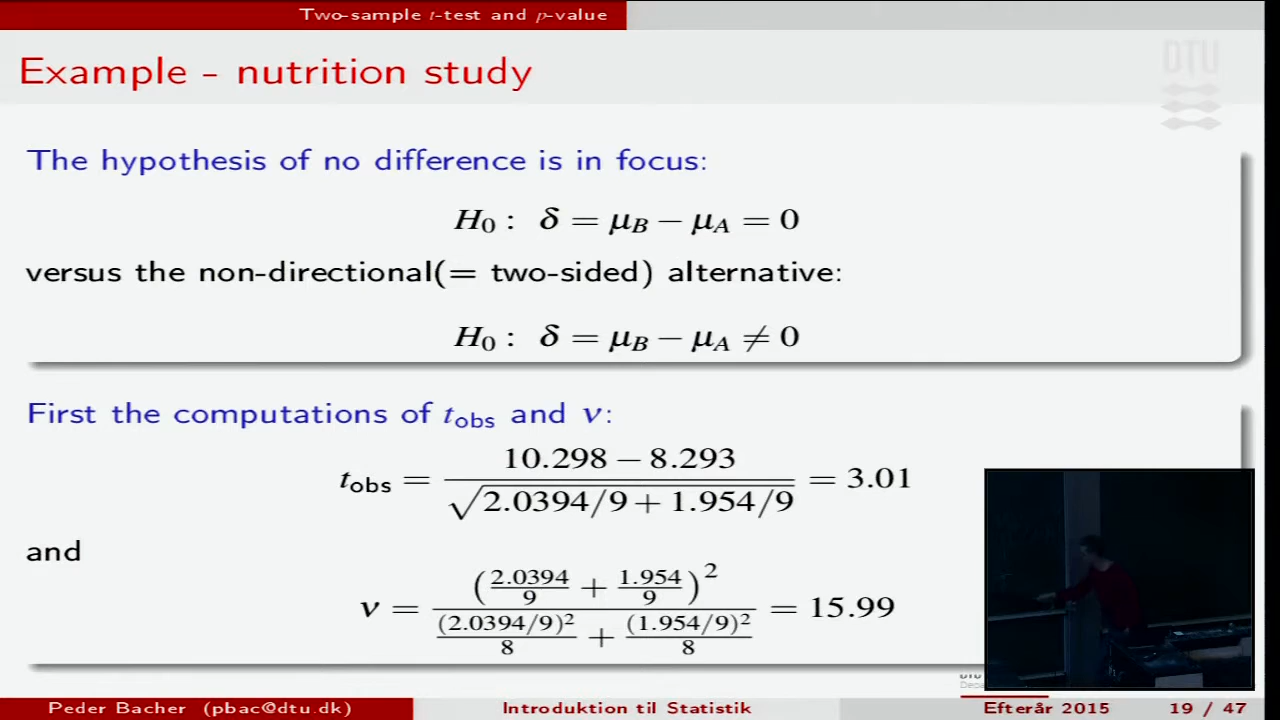 Two-sample t-test and p-value
Example - nutrition study
DTU
The hypothesis of no difference is in focus:
H₀ : δ = μ_B − μ_A = 0
versus the non-directional(= two-sided) alternative:
H₀ : δ = μ_B − μ_A ≠ 0
First the computations of t_obs and ν:
t_obs = (10.298 − 8.293) / √(2.0394/9 + 1.954/9) = 3.01
and
ν = (2.0394/9 + 1.954/9)² / ((2.0394/9)²/8 + (1.954/9)²/8) = 15.99
Peder Bacher (pbac@dtu.dk) Introduktion til Statistik Efterår 2015 19 / 47